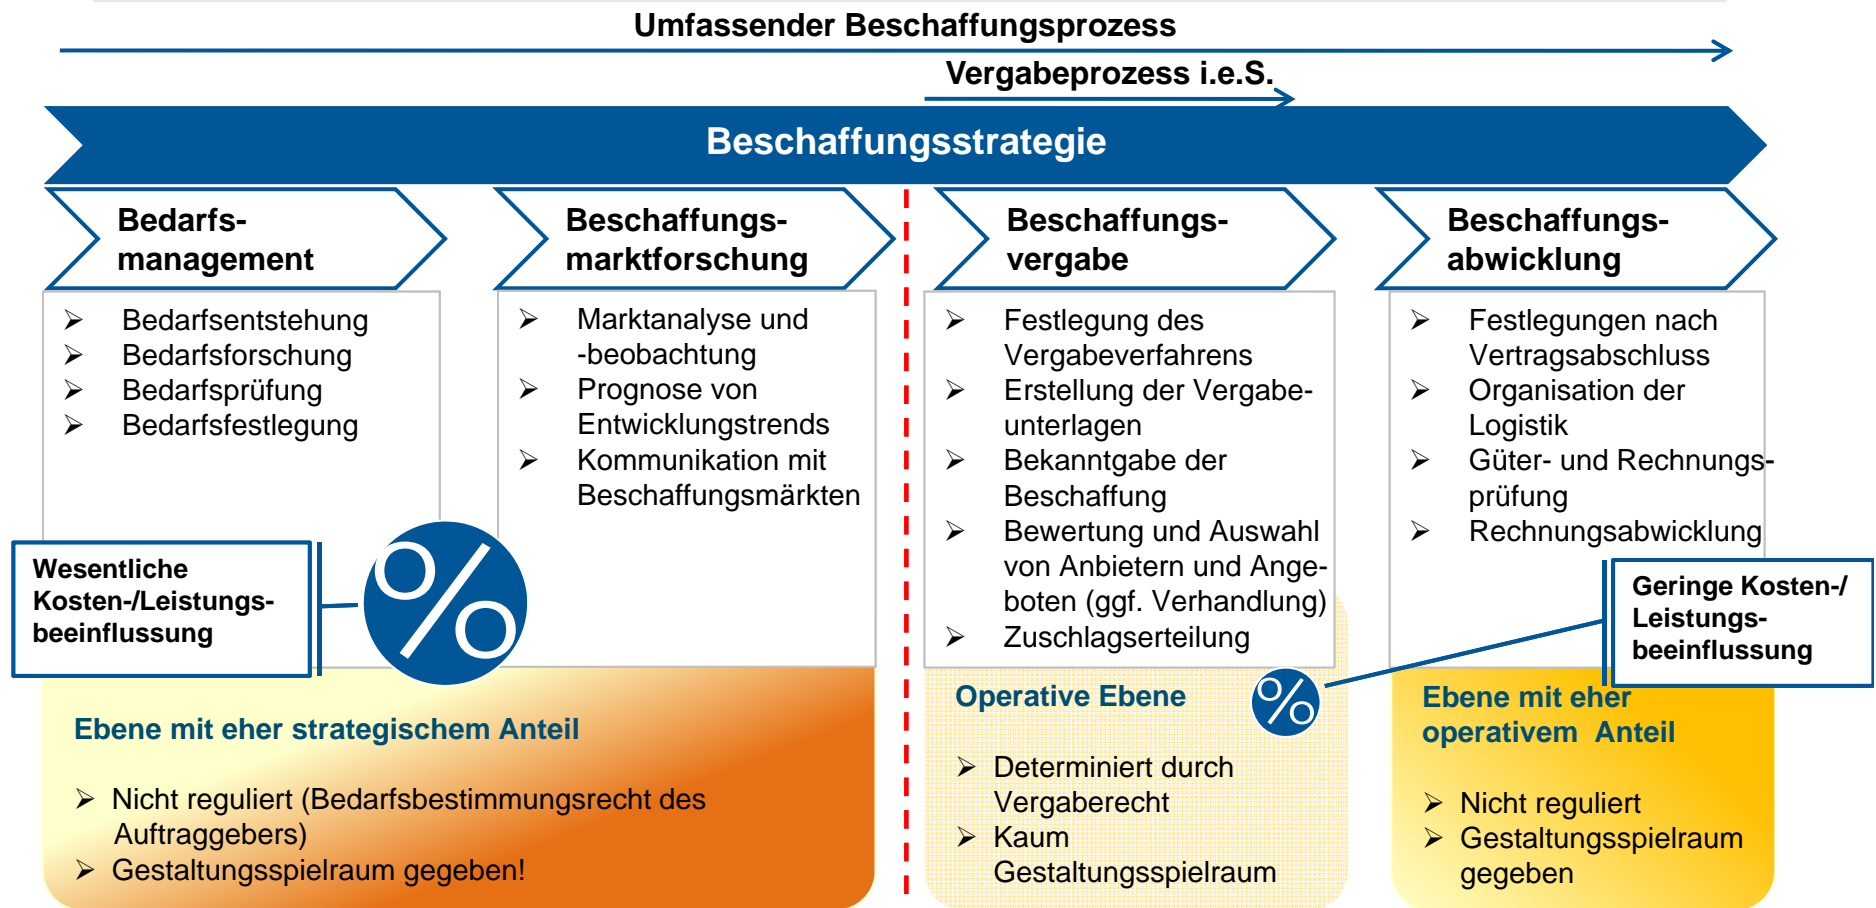 Umfassender Beschaffungsprozess
Vergabeprozess i.e.S.
Beschaffungsstrategie
Bedarfs-
management
➢ Bedarfsentstehung
➢ Bedarfsforschung
➢ Bedarfsprüfung
➢ Bedarfsfestlegung
Beschaffungs-
marktforschung
➢ Marktanalyse und
-beobachtung
➢ Prognose von
Entwicklungstrends
➢ Kommunikation mit
Beschaffungsmärkten
Wesentliche
Kosten-/Leistungs-
beeinflussung
%
Ebene mit eher strategischem Anteil
➢ Nicht reguliert (Bedarfsbestimmungsrecht des
Auftraggebers)
➢ Gestaltungsspielraum gegeben!
Beschaffungs-
vergabe
➢ Festlegung des
Vergabeverfahrens
➢ Erstellung der Vergabe-
unterlagen
➢ Bekanntgabe der
Beschaffung
➢ Bewertung und Auswahl
von Anbietern und Ange-
boten (ggf. Verhandlung)
➢ Zuschlagserteilung
Operative Ebene
%
➢ Determiniert durch
Vergaberecht
➢ Kaum
Gestaltungsspielraum
Beschaffungs-
abwicklung
➢ Festlegungen nach
Vertragsabschluss
➢ Organisation der
Logistik
➢ Güter- und Rechnungs-
prüfung
➢ Rechnungsabwicklung
Geringe Kosten-/
Leistungs-
beeinflussung
Ebene mit eher
operativem Anteil
➢ Nicht reguliert
➢ Gestaltungsspielraum
gegeben